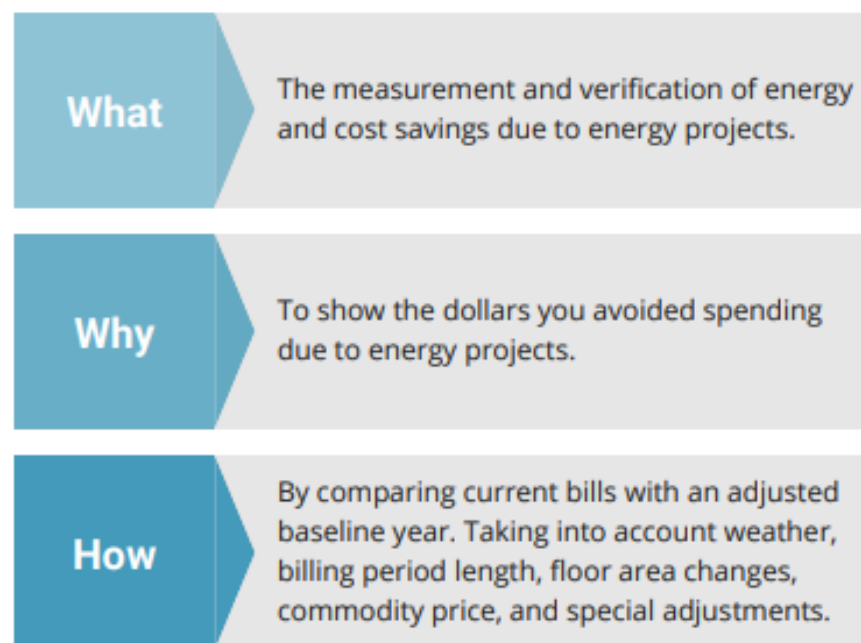 What
The measurement and verification of energy
and cost savings due to energy projects.
Why
To show the dollars you avoided spending
due to energy projects.
How
By comparing current bills with an adjusted
baseline year. Taking into account weather,
billing period length, floor area changes,
commodity price, and special adjustments.